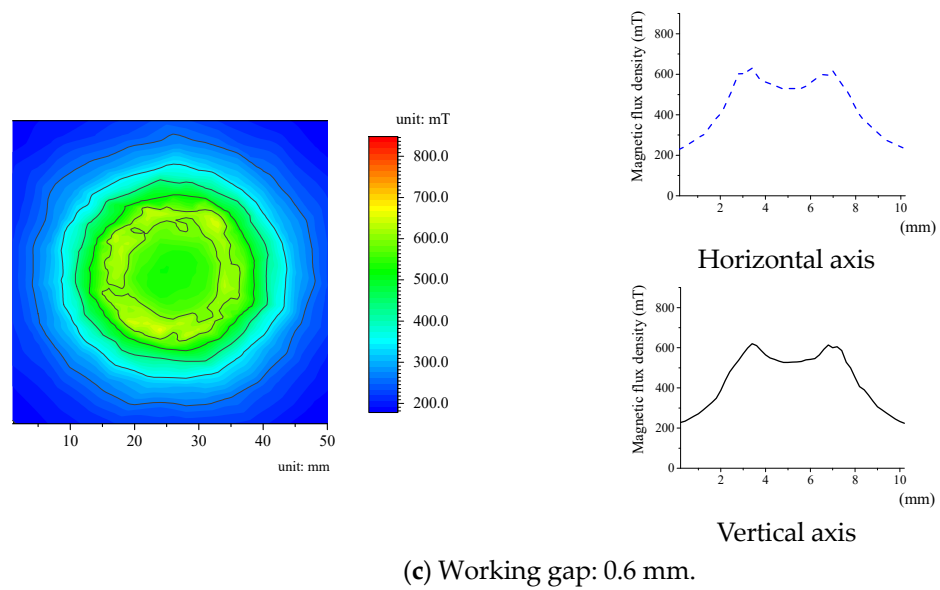 unit: mT
800.0
700.0
600.0
500.0
400.0
300.0
200.0
10 20 30 40 50
unit: mm
Magnetic flux density (mT)
800
600
400
200
0
2 4 6 8 10
(mm)
Horizontal axis
Magnetic flux density (mT)
800
600
400
200
0
2 4 6 8 10
(mm)
Vertical axis
(c) Working gap: 0.6 mm.